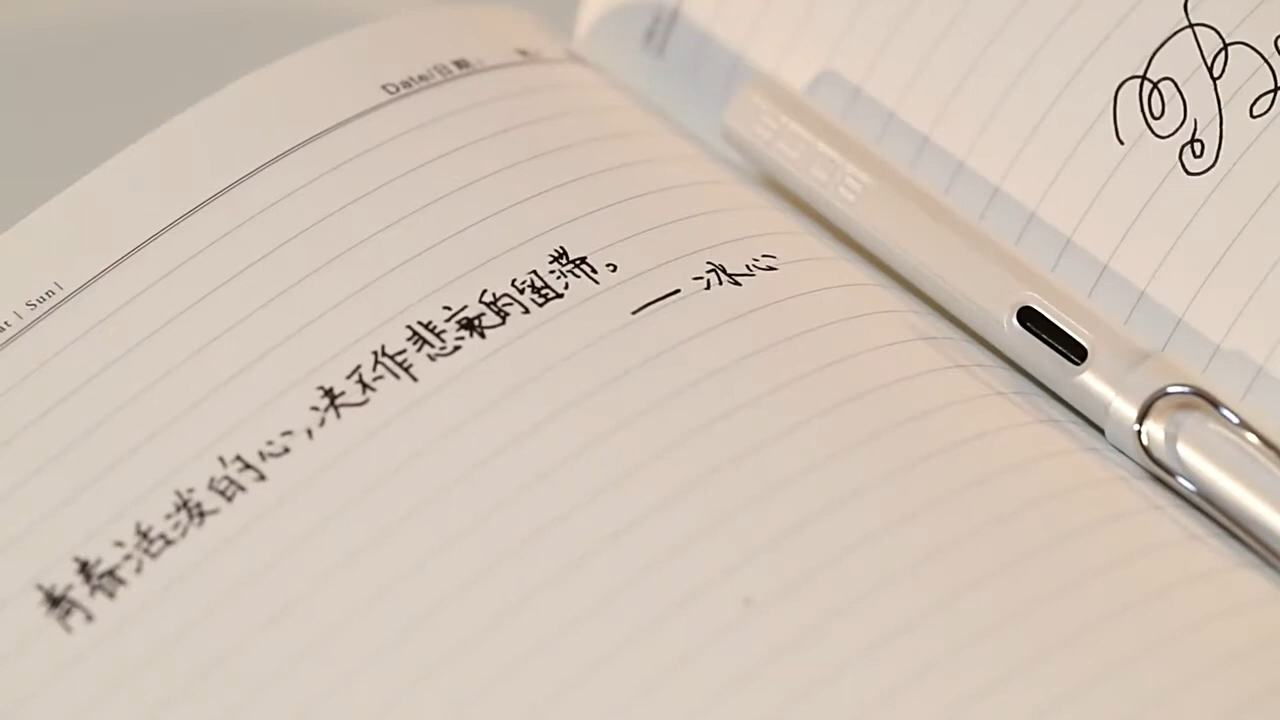 Date/日期:
at | Sun |
青春活泼的心，决不作悲哀的留滞。
— 冰心